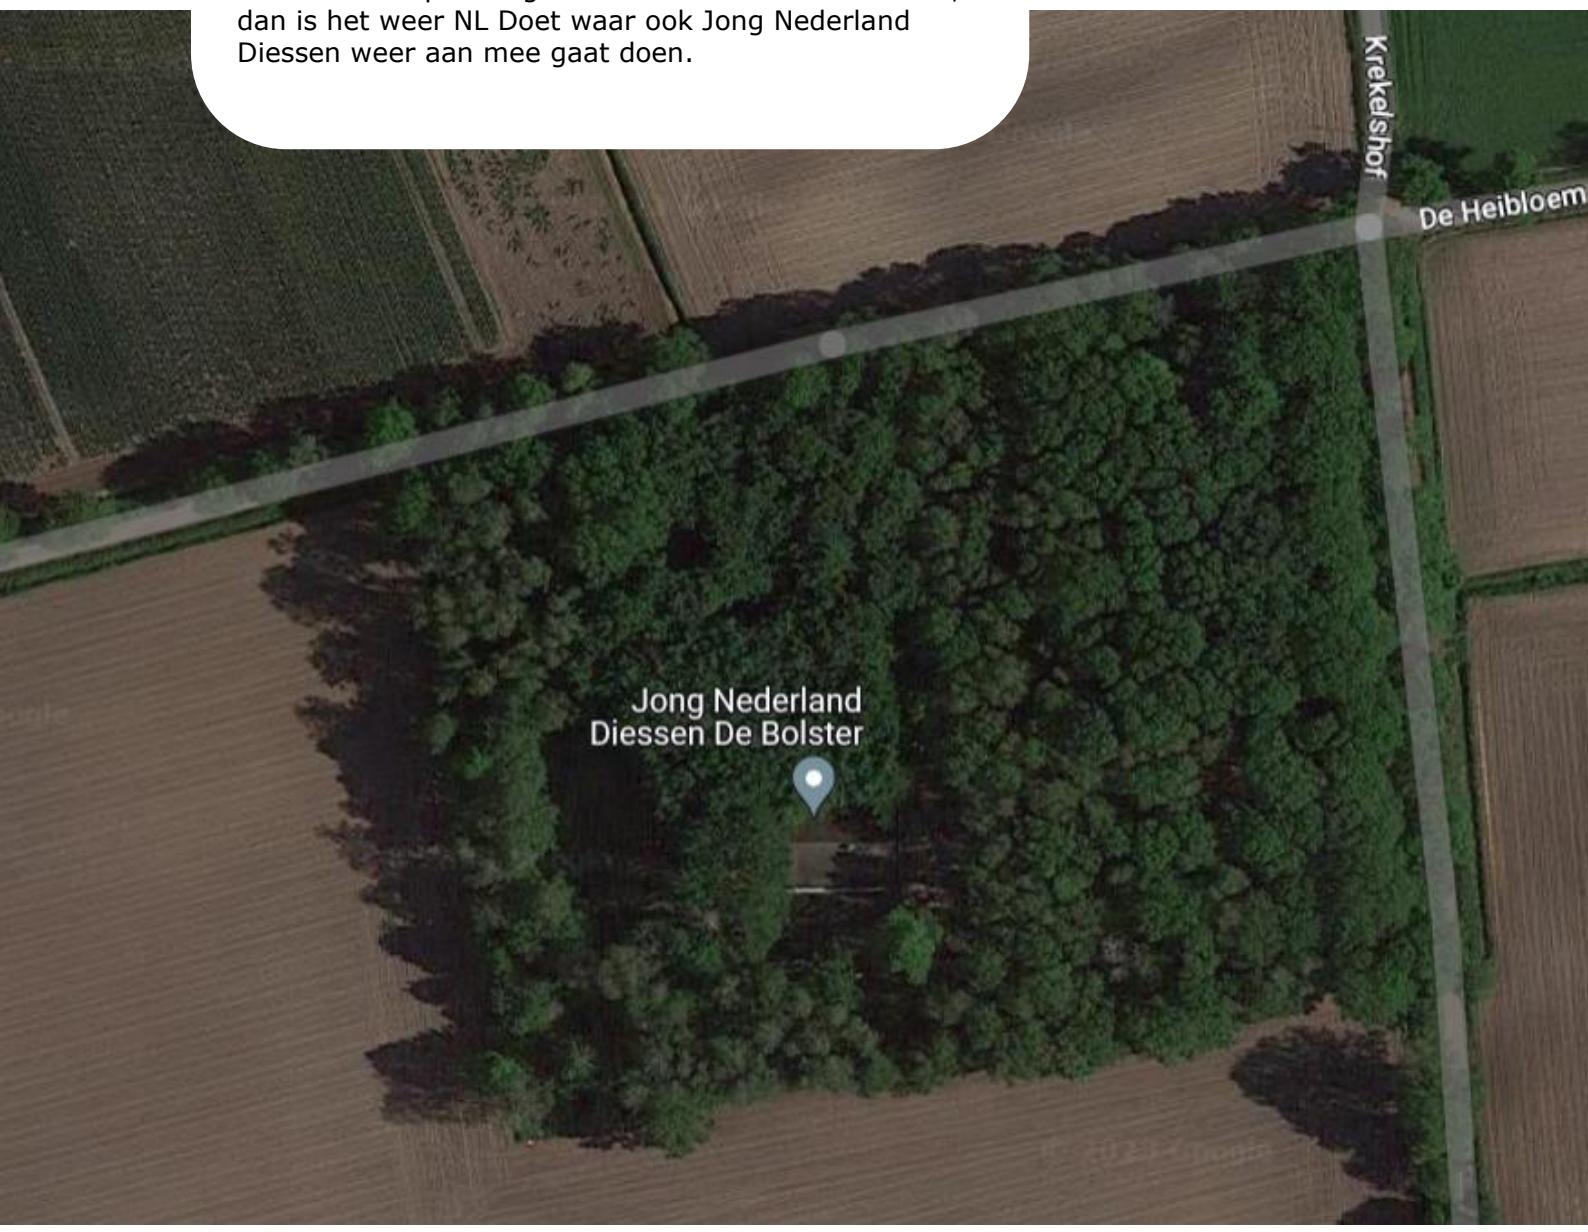 dan is het weer NL Doet waar ook Jong Nederland
Diessen weer aan mee gaat doen.
Krekelshof
De Heibloem
Jong Nederland
Diessen De Bolster